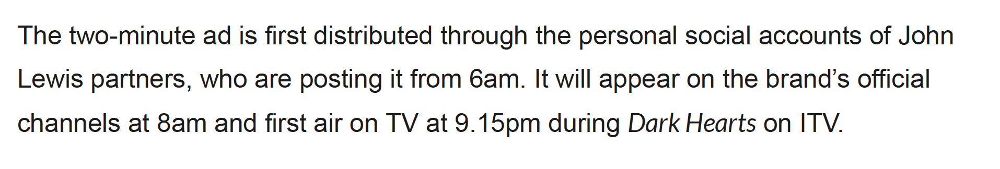 The two-minute ad is first distributed through the personal social accounts of John
Lewis partners, who are posting it from 6am. It will appear on the brand’s official
channels at 8am and first air on TV at 9.15pm during Dark Hearts on ITV.